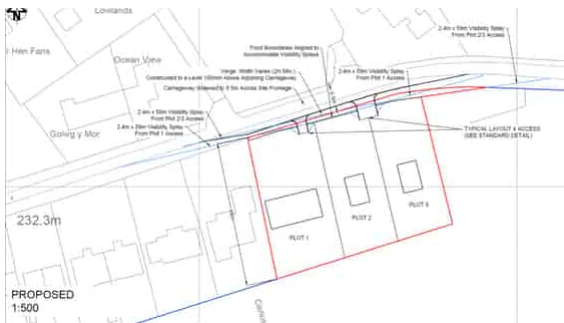 N
Lowlands
r Hen Fans
Ocean View
Golwg y Mor
2.4m x 59m Visibility Splay
From Plot 2/3 Access
Front Boundaries Aligned to
Accommodate Visibility Splays
Verge. Width Varies (2m Min).
Constructed to a Level 100mm Above Adjoining Carriageway
Carriageway Widened to 5.5m Across Site Frontage
2.4m x 59m Visibility Splay
From Plot 1 Access
2.4m x 59m Visibility Splay
From Plot 2/3 Access
2.4m x 59m Visibility Splay
From Plot 1 Access
TYPICAL LAYOUT 4 ACCESS
(SEE STANDARD DETAIL)
232.3m
PLOT 1
PLOT 2
PLOT 3
PROPOSED
1:500